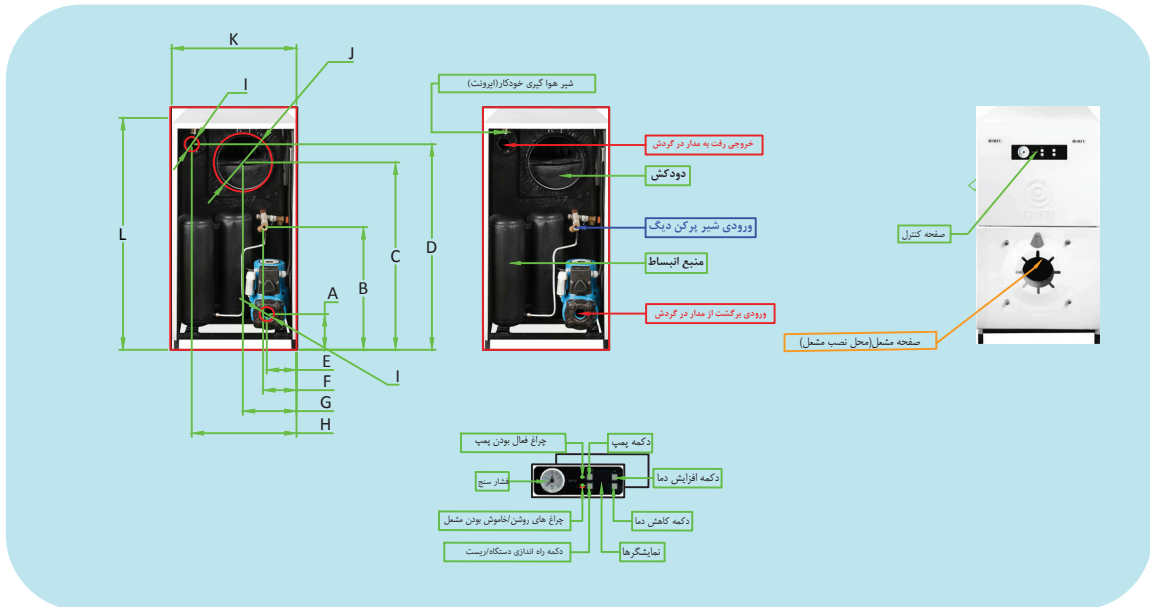 K
J
I
شیر هوا گیری خودکار(ایرونت)
خروجی رفت به مدار در گردش
دودکش
ورودی شیر پرکن دیگ
منبع انبساط
ورودی برگشت از مدار در گردش
صفحه کنترل
صفحه مشعل(محل نصب مشعل)
L
D
C
B
A
E
F
G
H
I
چراغ فعال بودن پمپ
دکمه پمپ
فشار سنج
دکمه افزایش دما
چراغ های روشن/خاموش بودن مشعل
دکمه کاهش دما
دکمه راه اندازی دستگاه/ریست
نمایشگرها